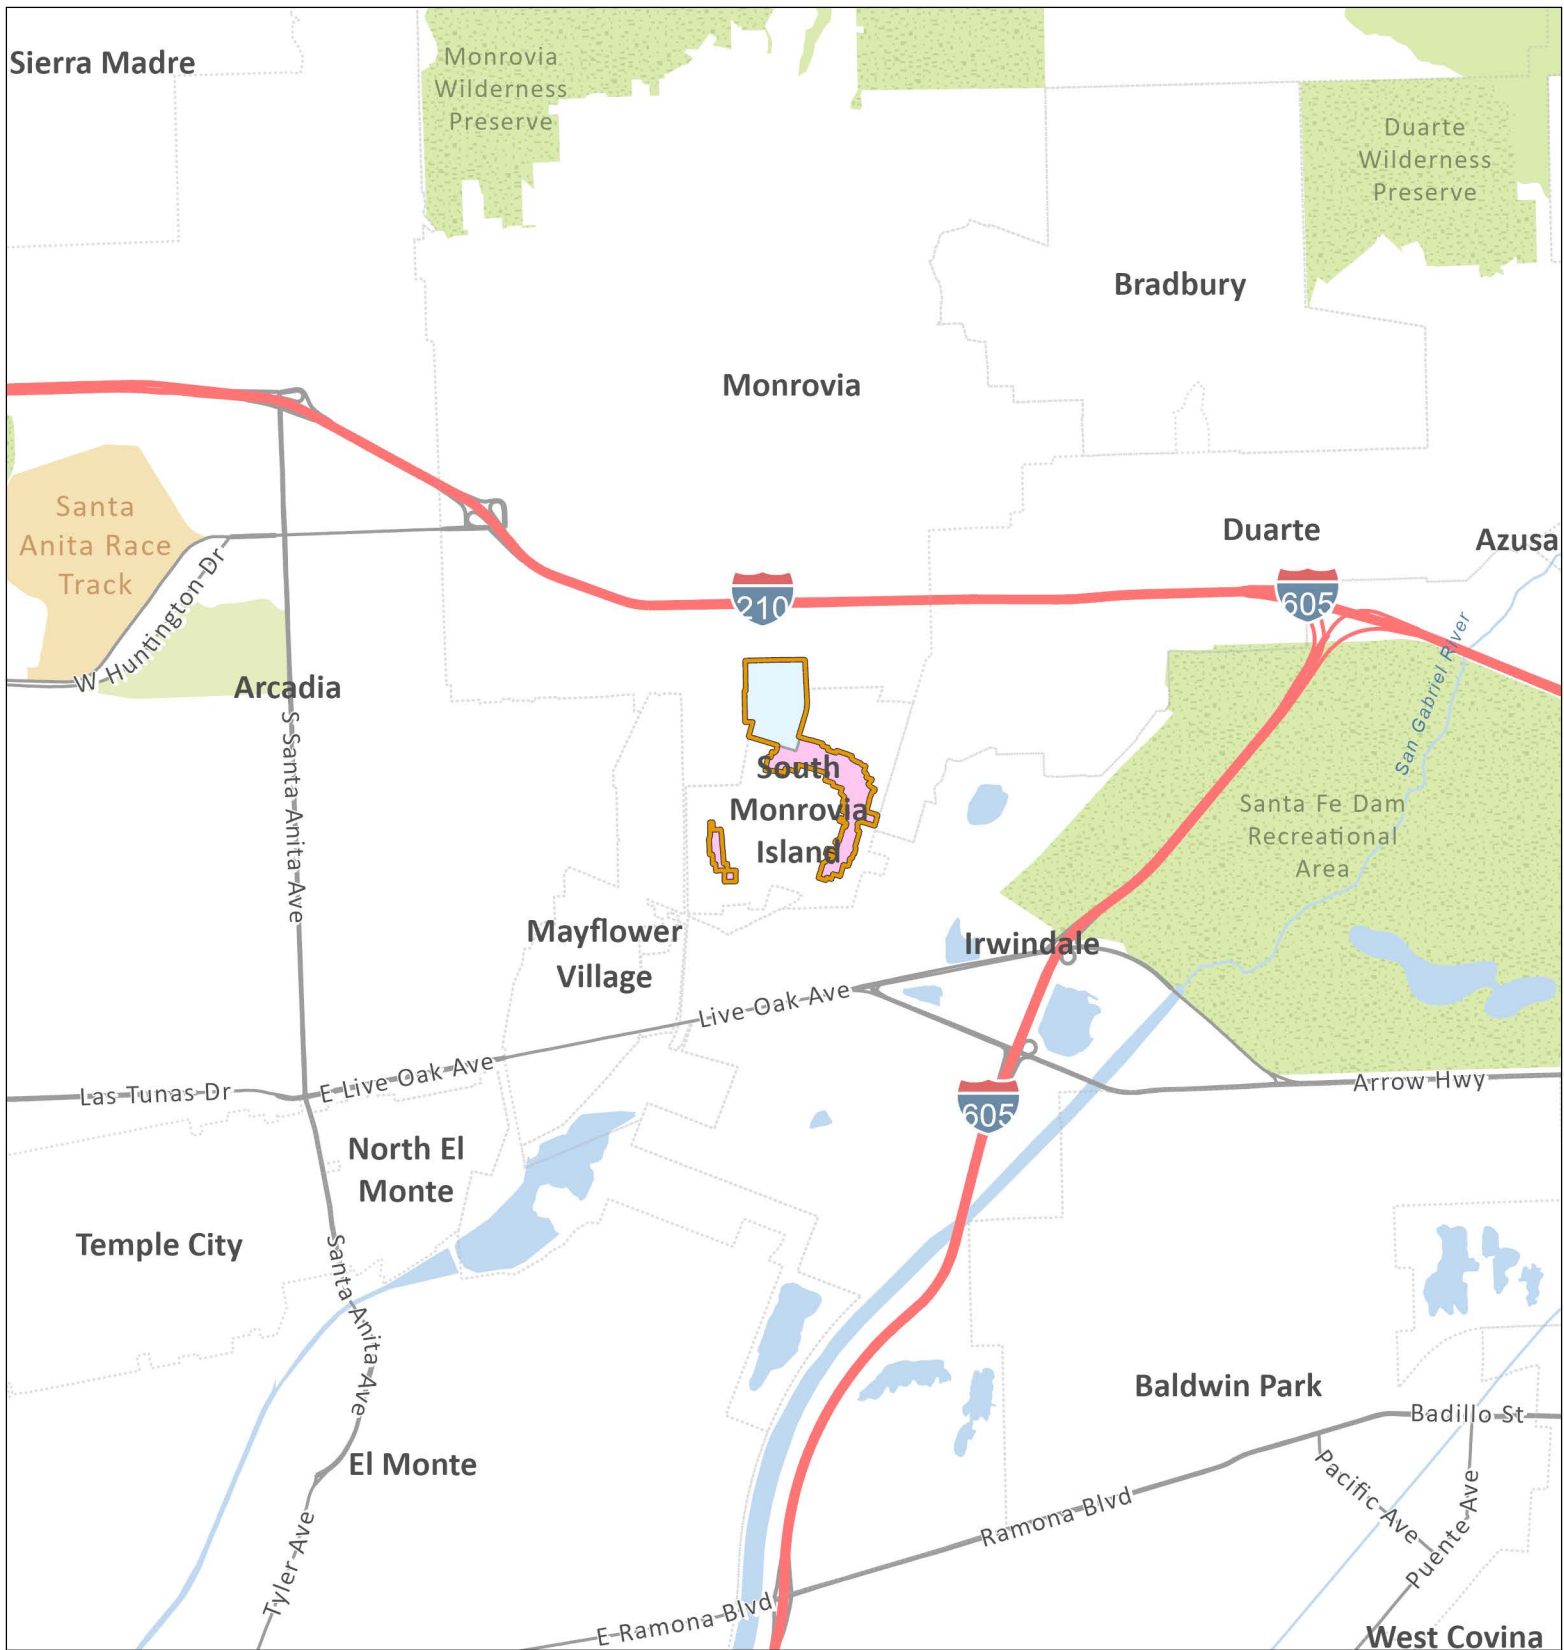 Sierra Madre
Monrovia
Wilderness
Preserve
Duarte
Wilderness
Preserve
Bradbury
Monrovia
Santa
Anita Race
Track
W Huntington Dr
Duarte
Azusa
210
605
San Gabriel River
Arcadia
S Santa Anita Ave
South
Monrovia
Island
Santa Fe Dam
Recreational
Area
Mayflower
Village
Irwindale
Live Oak Ave
E Live Oak Ave
Las Tunas Dr
Arrow Hwy
605
North El
Monte
Temple City
Santa Anita Ave
Baldwin Park
Badillo St
El Monte
Pacific Ave
Puente Ave
Ramona Blvd
Tyler Ave
E Ramona Blvd
West Covina